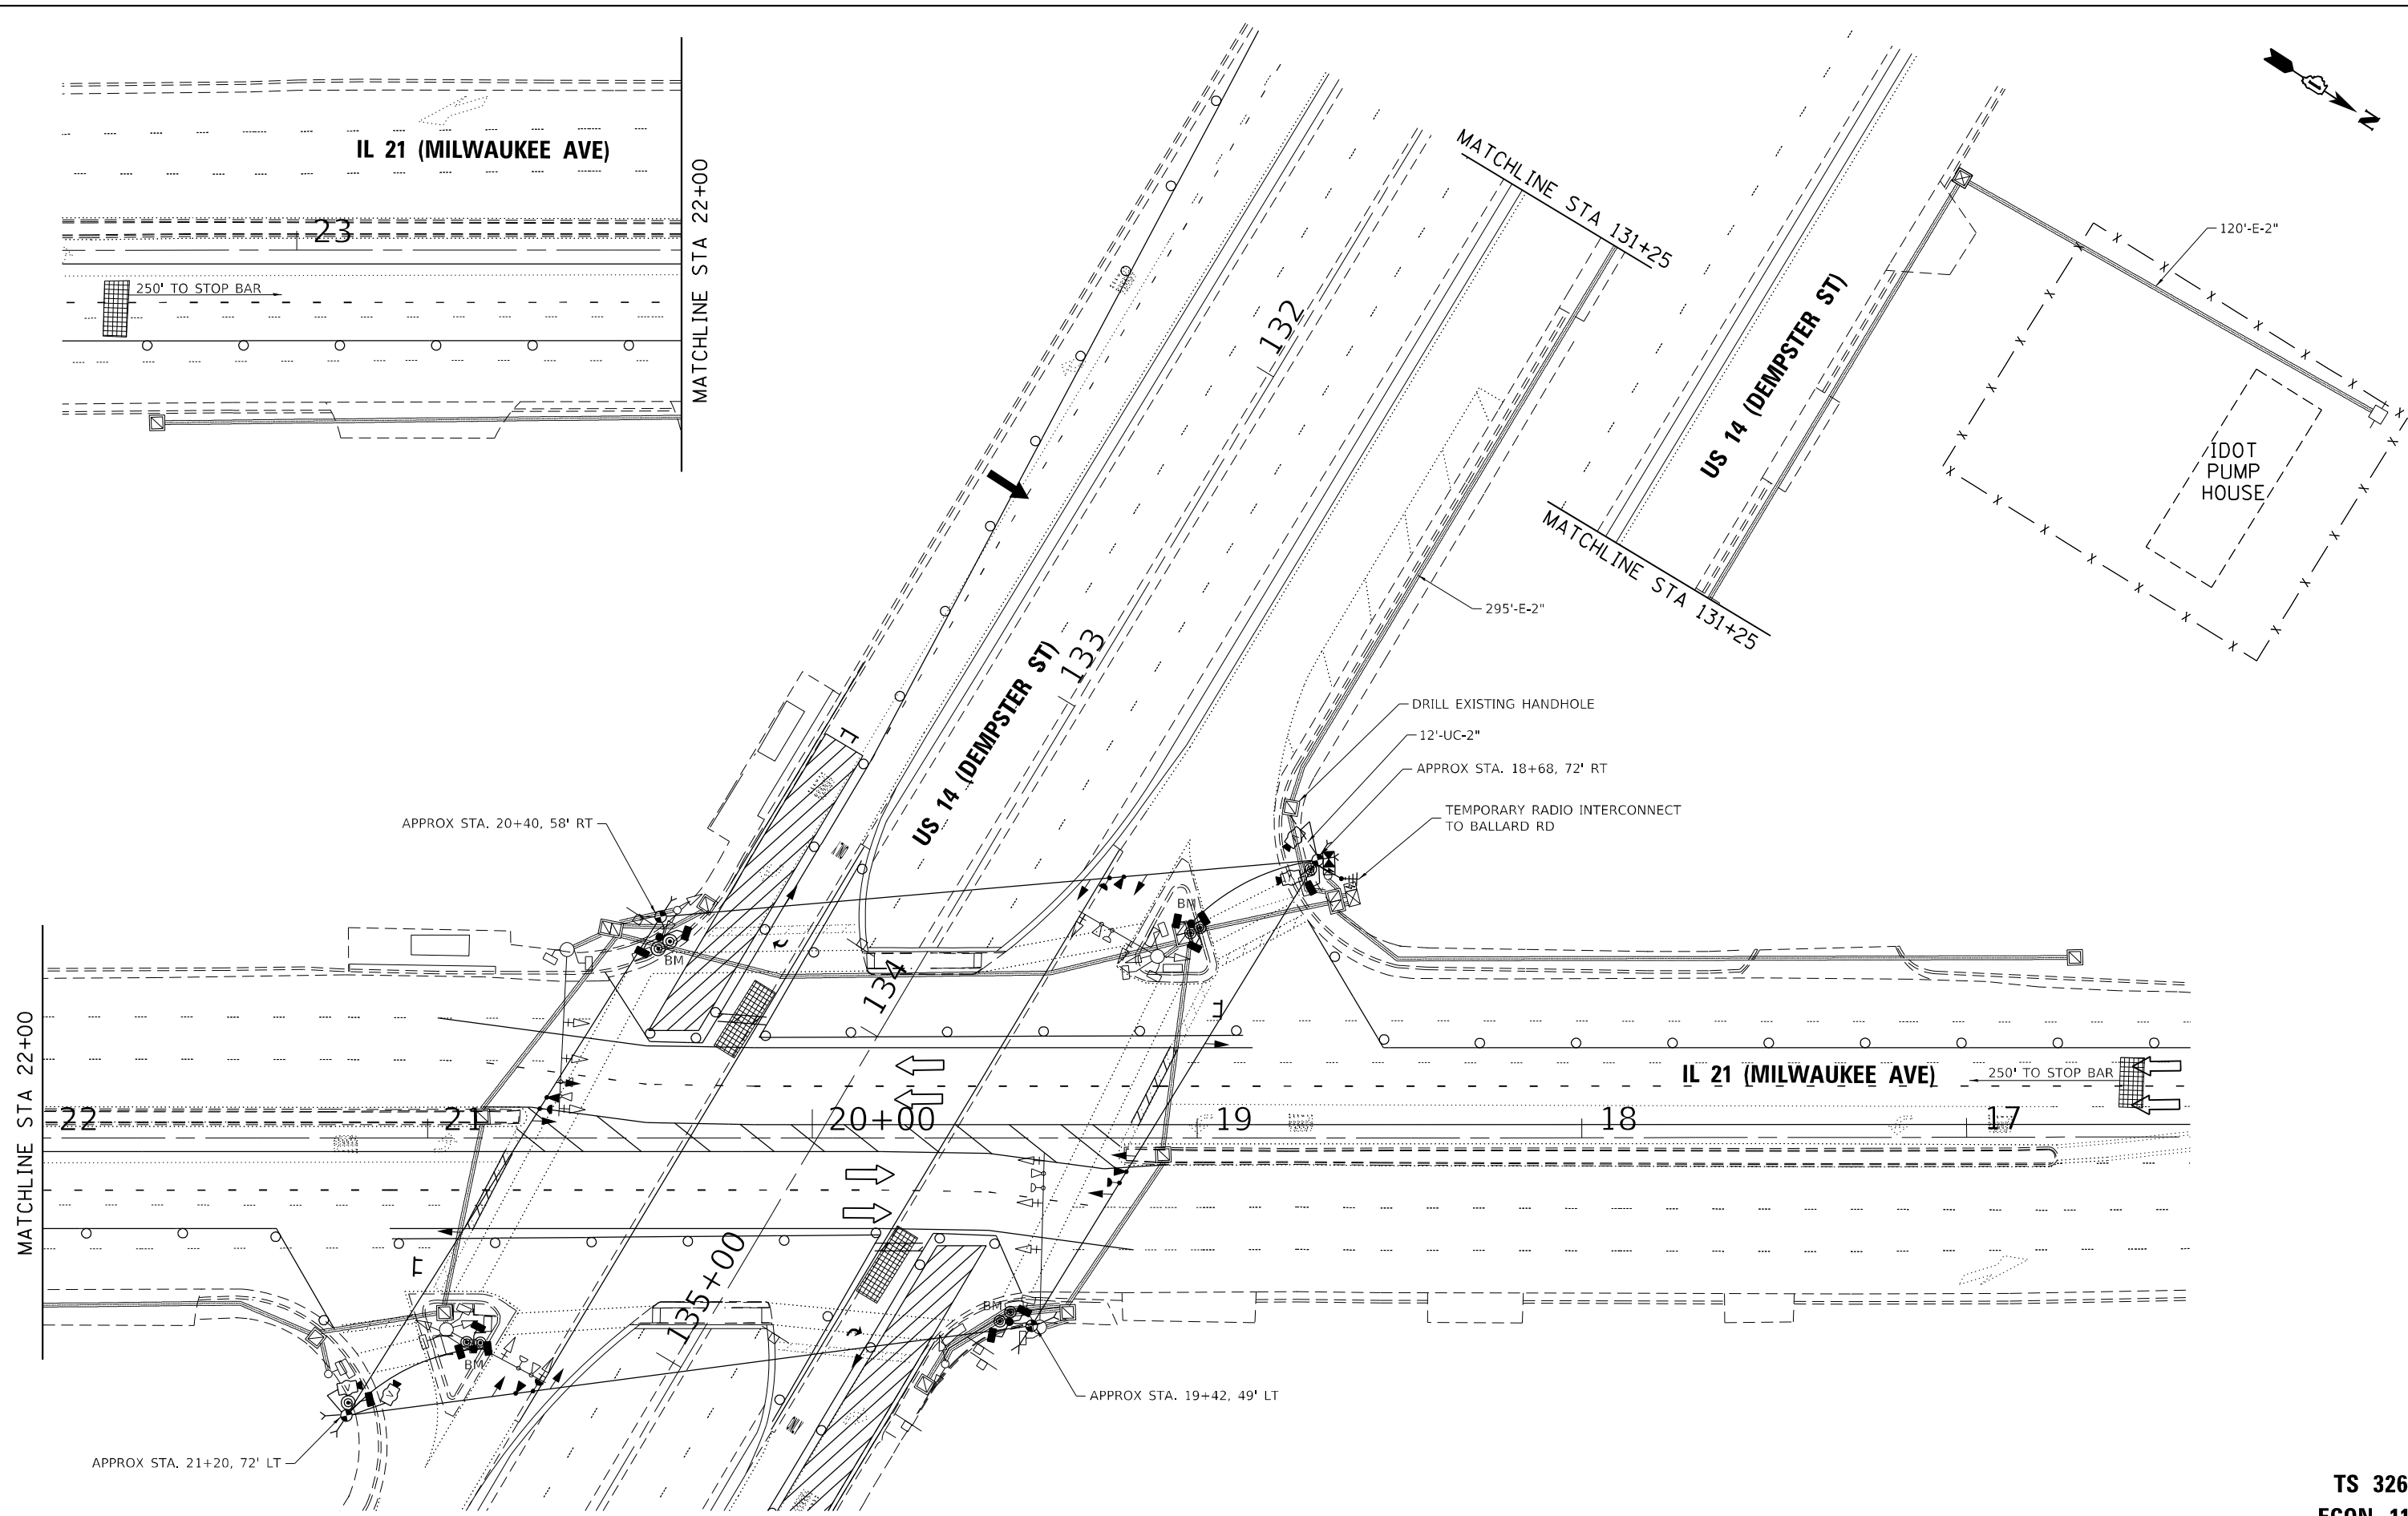 IL 21 (MILWAUKEE AVE)
MATCHLINE STA 22+00
23
250' TO STOP BAR
N
MATCHLINE STA 131+25
US 14 (DEMPSTER ST)
120'-E-2"
IDOT
PUMP
HOUSE
MATCHLINE STA 131+25
132
295'-E-2"
133
US 14 (DEMPSTER ST)
DRILL EXISTING HANDHOLE
12'-UC-2"
APPROX STA. 18+68, 72' RT
TEMPORARY RADIO INTERCONNECT
TO BALLARD RD
APPROX STA. 20+40, 58' RT
BM
BM
134
MATCHLINE STA 22+00
22
21
20+00
19
18
17
IL 21 (MILWAUKEE AVE)
250' TO STOP BAR
135+00
BM
BM
V
V
APPROX STA. 19+42, 49' LT
APPROX STA. 21+20, 72' LT
TS 326